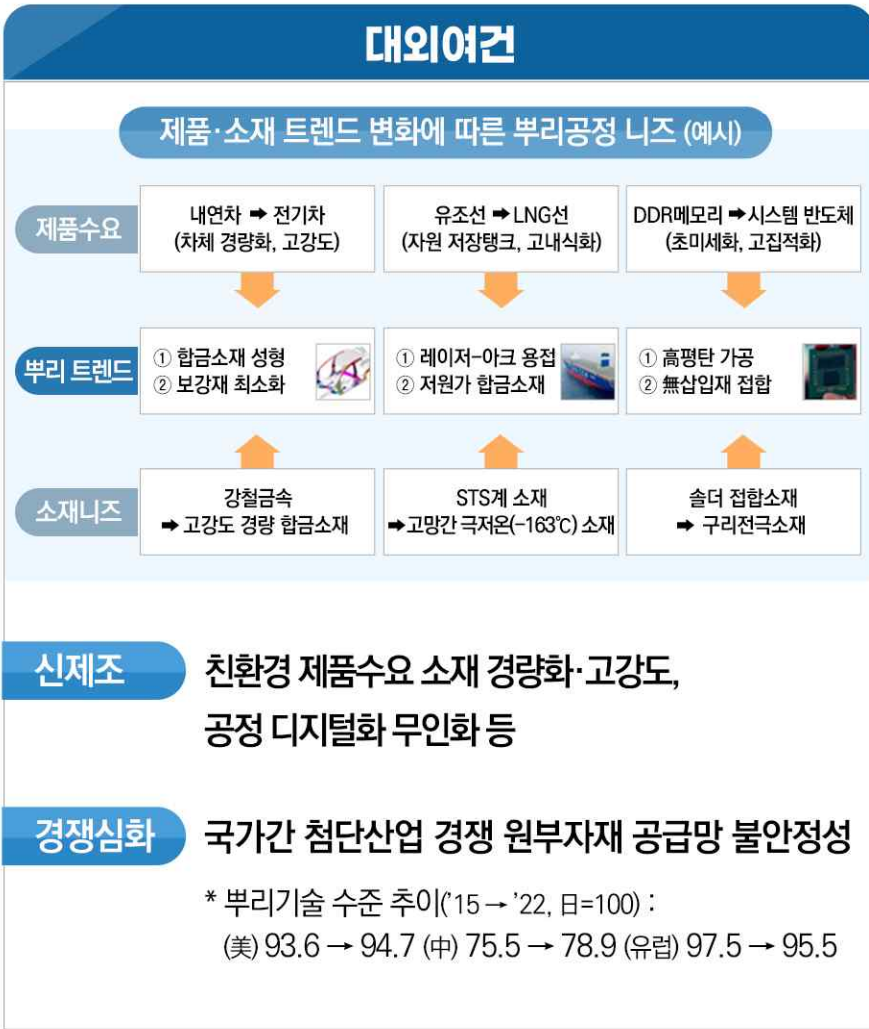 대외여건
제품·소재 트렌드 변화에 따른 뿌리공정 니즈 (예시)
제품수요
내연차 ➡ 전기차
(차체 경량화, 고강도)
유조선 ➡ LNG선
(자원 저장탱크, 고내식화)
DDR메모리 ➡ 시스템 반도체
(초미세화, 고집적화)
뿌리 트렌드
① 합금소재 성형
② 보강재 최소화
① 레이저-아크 용접
② 저원가 합금소재
① 高평탄 가공
② 無삽입재 접합
소재니즈
강철금속
➡ 고강도 경량 합금소재
STS계 소재
➡고망간 극저온(-163℃) 소재
솔더 접합소재
➡ 구리전극소재
신제조
친환경 제품수요 소재 경량화·고강도,
공정 디지털화 무인화 등
경쟁심화
국가간 첨단산업 경쟁 원부자재 공급망 불안정성
* 뿌리기술 수준 추이('15 → '22, 日=100) :
(美) 93.6 → 94.7 (中) 75.5 → 78.9 (유럽) 97.5 → 95.5